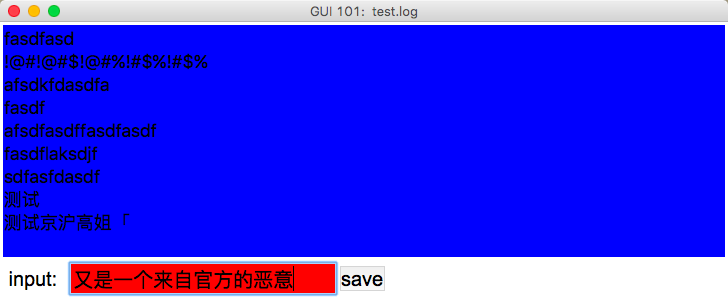 GUI 101: test.log
fasdfasd
!@#!@#$!@#%!#$%!#$%
afsdkfdasdfa
fasdf
afsdfasdffasdfasdf
fasdflaksdjf
sdfasfdasdf
测试
测试京沪高姐「
input: 又是一个来自官方的恶意 save